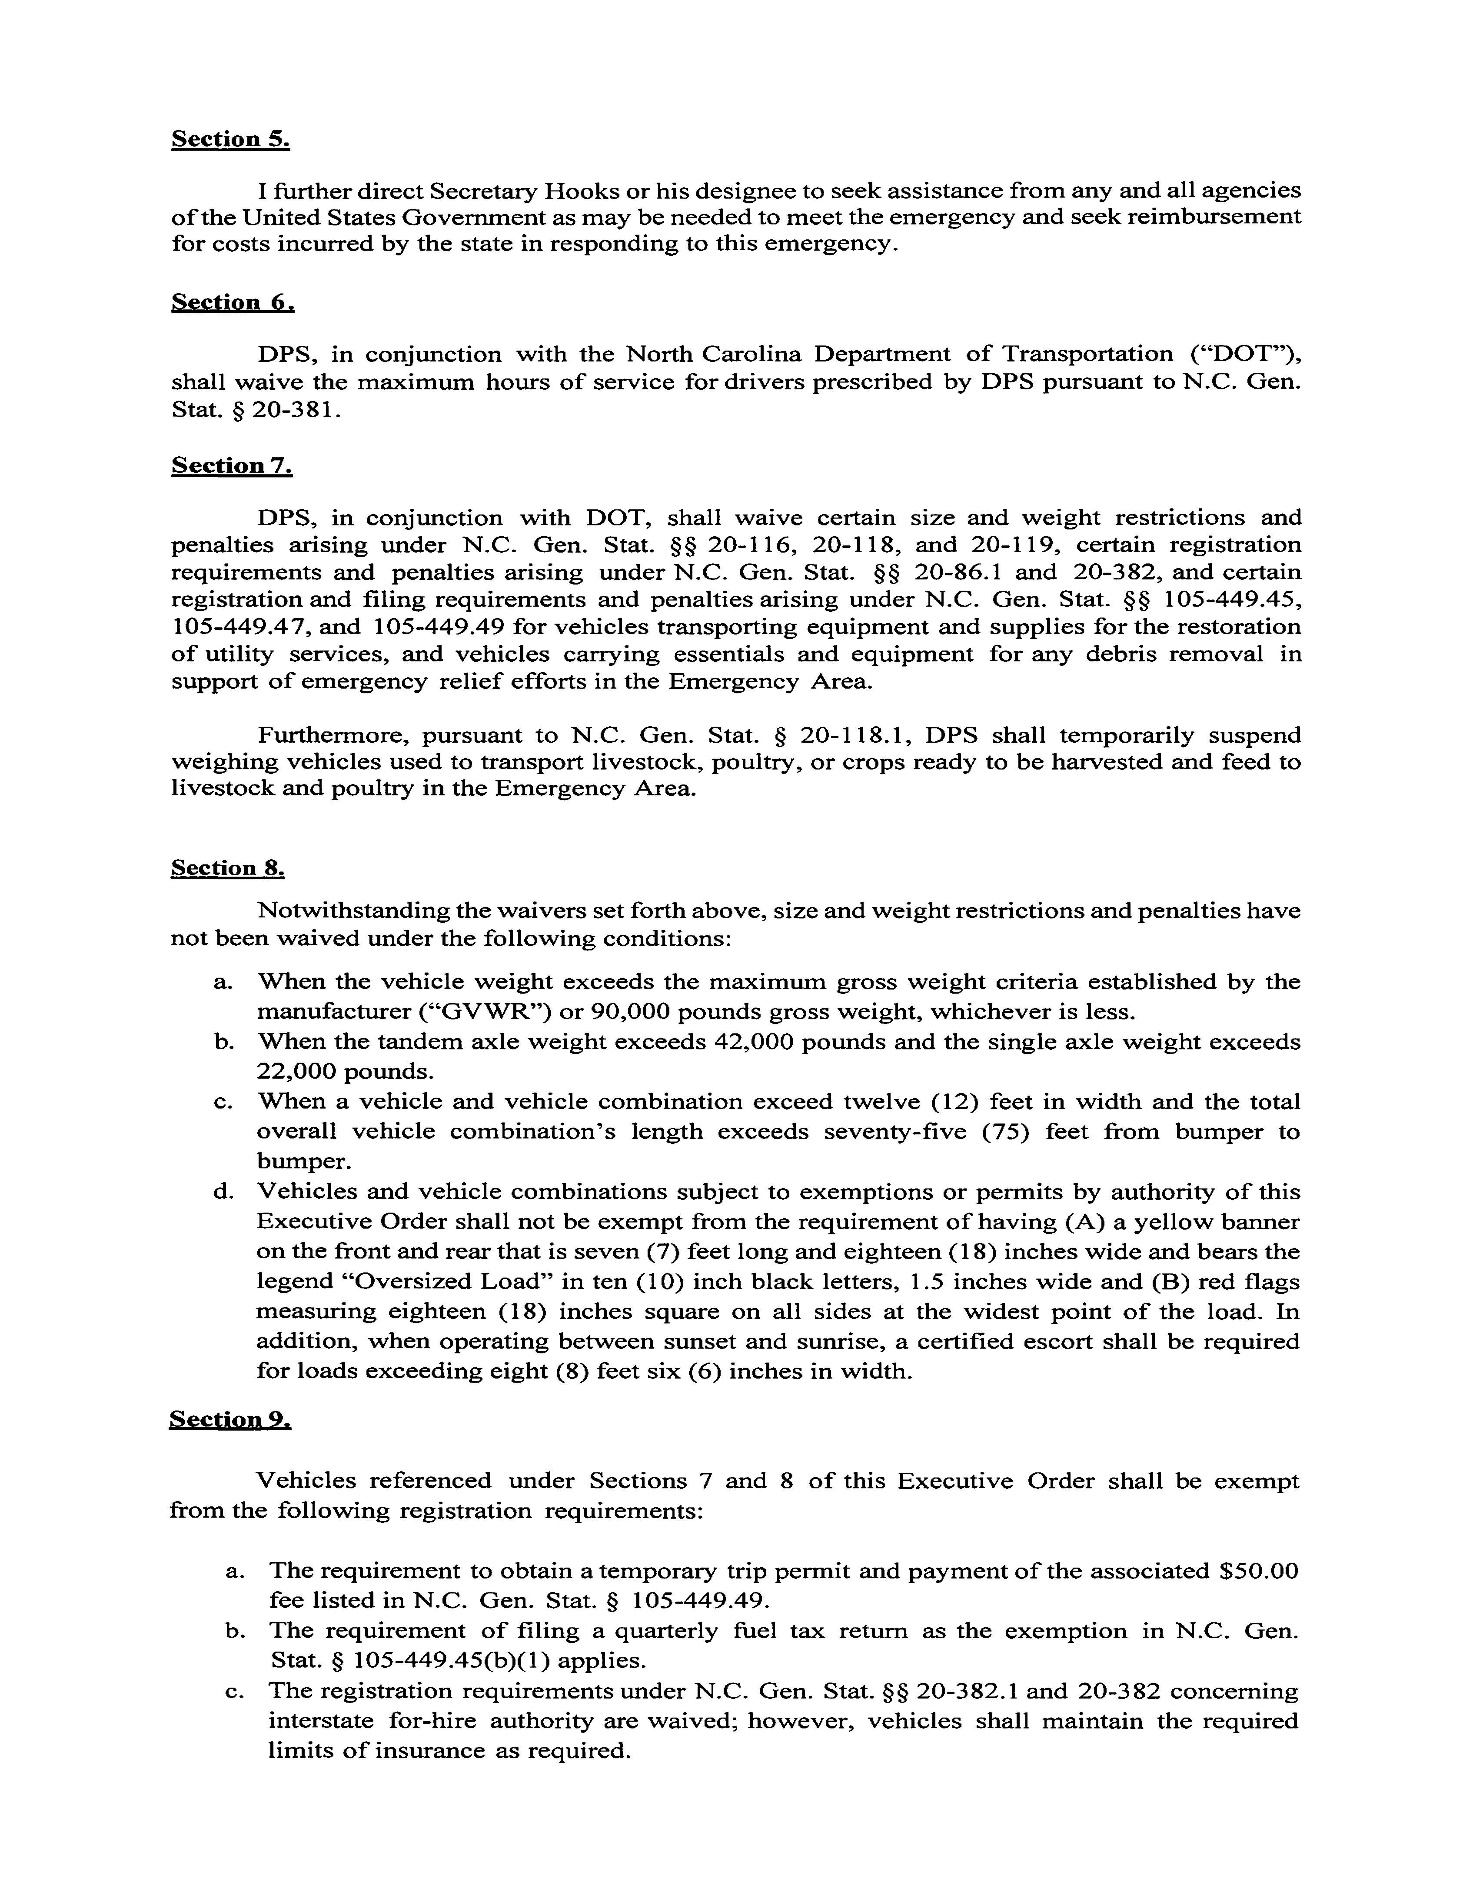 Section 5.
I further direct Secretary Hooks or his designee to seek assistance from any and all agencies
of the United States Government as may be needed to meet the emergency and seek reimbursement
for costs incurred by the state in responding to this emergency.
Section 6.
DPS, in conjunction with the North Carolina Department of Transportation (“DOT”),
shall waive the maximum hours of service for drivers prescribed by DPS pursuant to N.C. Gen.
Stat. § 20-381.
Section 7.
DPS, in conjunction with DOT, shall waive certain size and weight restrictions and
penalties arising under N.C. Gen. Stat. §§ 20-116, 20-118, and 20-119, certain registration
requirements and penalties arising under N.C. Gen. Stat. §§ 20-86.1 and 20-382, and certain
registration and filing requirements and penalties arising under N.C. Gen. Stat. §§ 105-449.45,
105-449.47, and 105-449.49 for vehicles transporting equipment and supplies for the restoration
of utility services, and vehicles carrying essentials and equipment for any debris removal in
support of emergency relief efforts in the Emergency Area.
Furthermore, pursuant to N.C. Gen. Stat. § 20-118.1, DPS shall temporarily suspend
weighing vehicles used to transport livestock, poultry, or crops ready to be harvested and feed to
livestock and poultry in the Emergency Area.
Section 8.
Notwithstanding the waivers set forth above, size and weight restrictions and penalties have
not been waived under the following conditions:
a. When the vehicle weight exceeds the maximum gross weight criteria established by the
manufacturer (“GVWR”) or 90,000 pounds gross weight, whichever is less.
b. When the tandem axle weight exceeds 42,000 pounds and the single axle weight exceeds
22,000 pounds.
c. When a vehicle and vehicle combination exceed twelve (12) feet in width and the total
overall vehicle combination’s length exceeds seventy-five (75) feet from bumper to
bumper.
d. Vehicles and vehicle combinations subject to exemptions or permits by authority of this
Executive Order shall not be exempt from the requirement of having (A) a yellow banner
on the front and rear that is seven (7) feet long and eighteen (18) inches wide and bears the
legend “Oversized Load” in ten (10) inch black letters, 1.5 inches wide and (B) red flags
measuring eighteen (18) inches square on all sides at the widest point of the load. In
addition, when operating between sunset and sunrise, a certified escort shall be required
for loads exceeding eight (8) feet six (6) inches in width.
Section 9.
Vehicles referenced under Sections 7 and 8 of this Executive Order shall be exempt
from the following registration requirements:
a. The requirement to obtain a temporary trip permit and payment of the associated $50.00
fee listed in N.C. Gen. Stat. § 105-449.49.
b. The requirement of filing a quarterly fuel tax return as the exemption in N.C. Gen.
Stat. § 105-449.45(b)(1) applies.
c. The registration requirements under N.C. Gen. Stat. §§ 20-382.1 and 20-382 concerning
interstate for-hire authority are waived; however, vehicles shall maintain the required
limits of insurance as required.